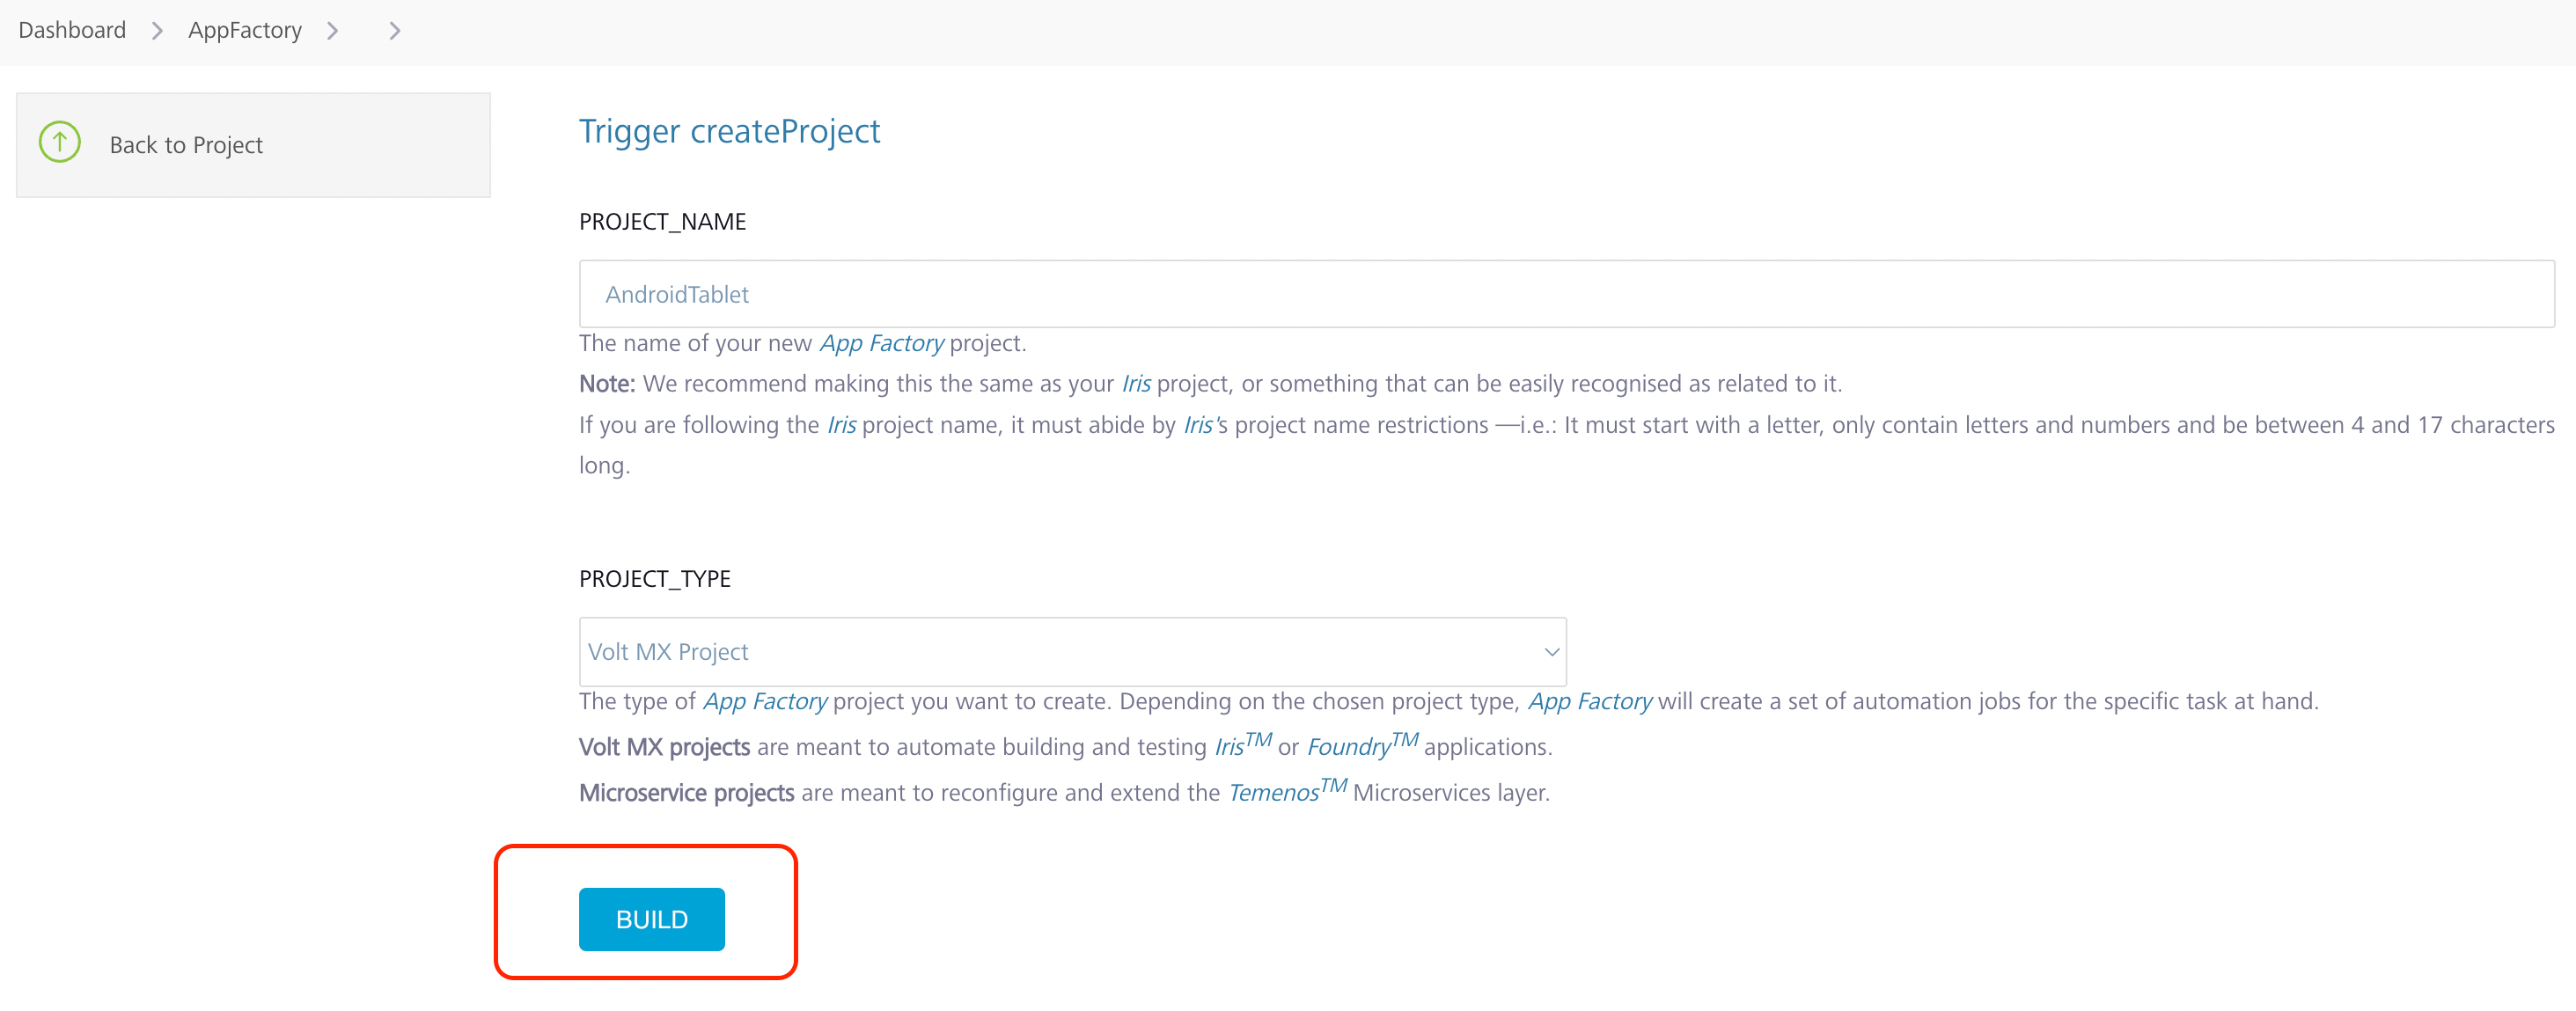 Dashboard > AppFactory > >
Back to Project
Trigger createProject
PROJECT_NAME
AndroidTablet
The name of your new App Factory project.
Note: We recommend making this the same as your Iris project, or something that can be easily recognised as related to it.
If you are following the Iris project name, it must abide by Iris's project name restrictions —i.e.: It must start with a letter, only contain letters and numbers and be between 4 and 17 characters
long.
PROJECT_TYPE
Volt MX Project
The type of App Factory project you want to create. Depending on the chosen project type, App Factory will create a set of automation jobs for the specific task at hand.
Volt MX projects are meant to automate building and testing Iris™ or Foundry™ applications.
Microservice projects are meant to reconfigure and extend the Temenos™ Microservices layer.
BUILD